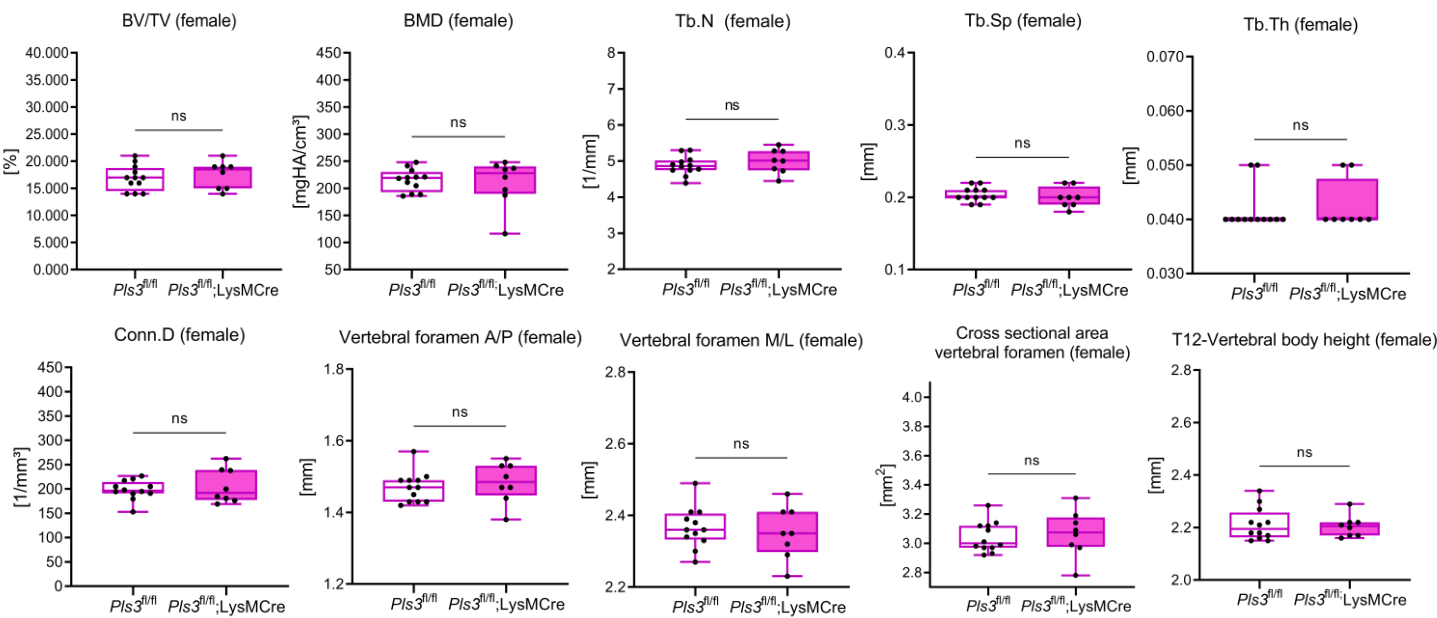 BV/TV (female)
40.000
35.000
30.000
25.000
20.000
15.000
10.000
5.000
0.000
[%]
ns
Pls3fl/fl
Pls3fl/fl;LysMCre
BMD (female)
450
400
350
300
250
200
150
100
50
[mgHA/cm³]
ns
Pls3fl/fl
Pls3fl/fl;LysMCre
Tb.N (female)
8
7
6
5
4
3
2
[1/mm]
ns
Pls3fl/fl
Pls3fl/fl;LysMCre
Tb.Sp (female)
0.4
0.3
0.2
0.1
[mm]
ns
Pls3fl/fl
Pls3fl/fl;LysMCre
Tb.Th (female)
0.070
0.060
0.050
0.040
0.030
[mm]
ns
Pls3fl/fl
Pls3fl/fl;LysMCre
Conn.D (female)
450
400
350
300
250
200
150
100
50
0
[1/mm³]
ns
Pls3fl/fl
Pls3fl/fl;LysMCre
Vertebral foramen A/P (female)
1.8
1.6
1.4
1.2
[mm]
ns
Pls3fl/fl
Pls3fl/fl;LysMCre
Vertebral foramen M/L (female)
2.8
2.6
2.4
2.2
[mm]
ns
Pls3fl/fl
Pls3fl/fl;LysMCre
Cross sectional area
vertebral foramen (female)
4.0
3.8
3.6
3.4
3.2
3.0
2.8
[mm²]
ns
Pls3fl/fl
Pls3fl/fl;LysMCre
T12-Vertebral body height (female)
2.8
2.6
2.4
2.2
2.0
[mm]
ns
Pls3fl/fl
Pls3fl/fl;LysMCre